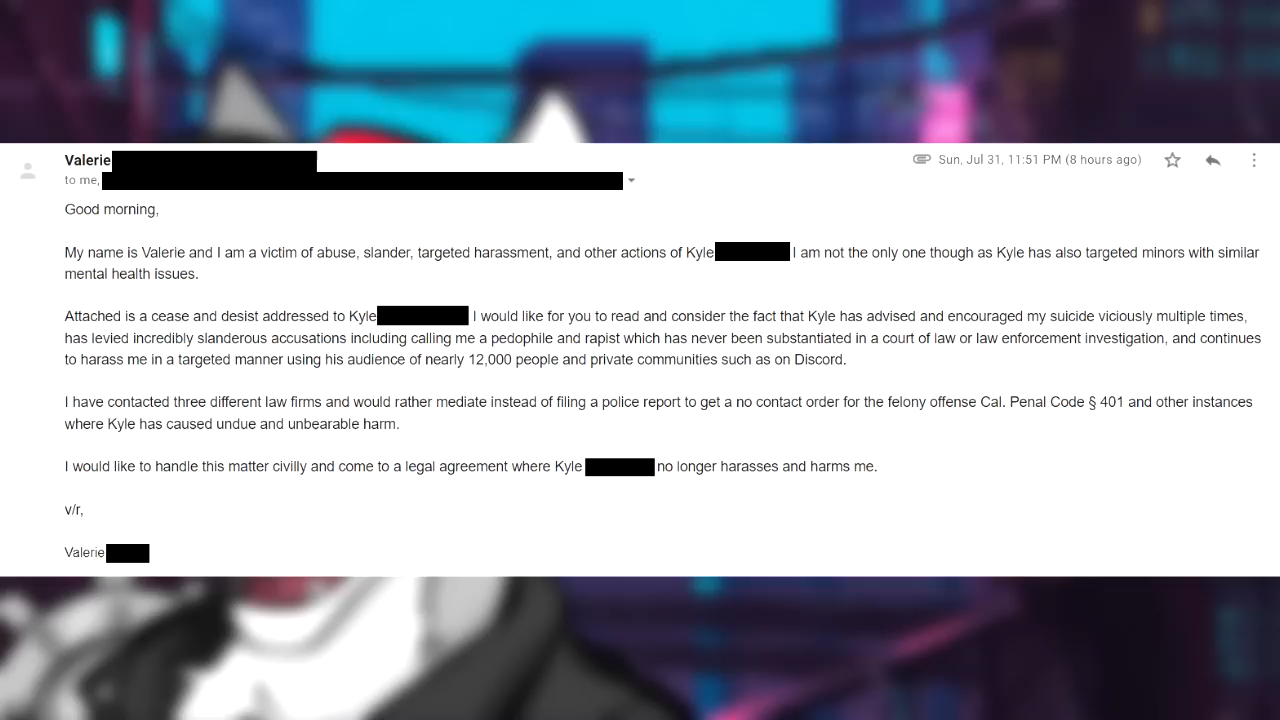 Valerie
Sun, Jul 31, 11:51 PM (8 hours ago)
to me,
Good morning,
My name is Valerie and I am a victim of abuse, slander, targeted harassment, and other actions of Kyle I am not the only one though as Kyle has also targeted minors with similar
mental health issues.
Attached is a cease and desist addressed to Kyle I would like for you to read and consider the fact that Kyle has advised and encouraged my suicide viciously multiple times,
has levied incredibly slanderous accusations including calling me a pedophile and rapist which has never been substantiated in a court of law or law enforcement investigation, and continues
to harass me in a targeted manner using his audience of nearly 12,000 people and private communities such as on Discord.
I have contacted three different law firms and would rather mediate instead of filing a police report to get a no contact order for the felony offense Cal. Penal Code § 401 and other instances
where Kyle has caused undue and unbearable harm.
I would like to handle this matter civilly and come to a legal agreement where Kyle no longer harasses and harms me.
v/r,
Valerie